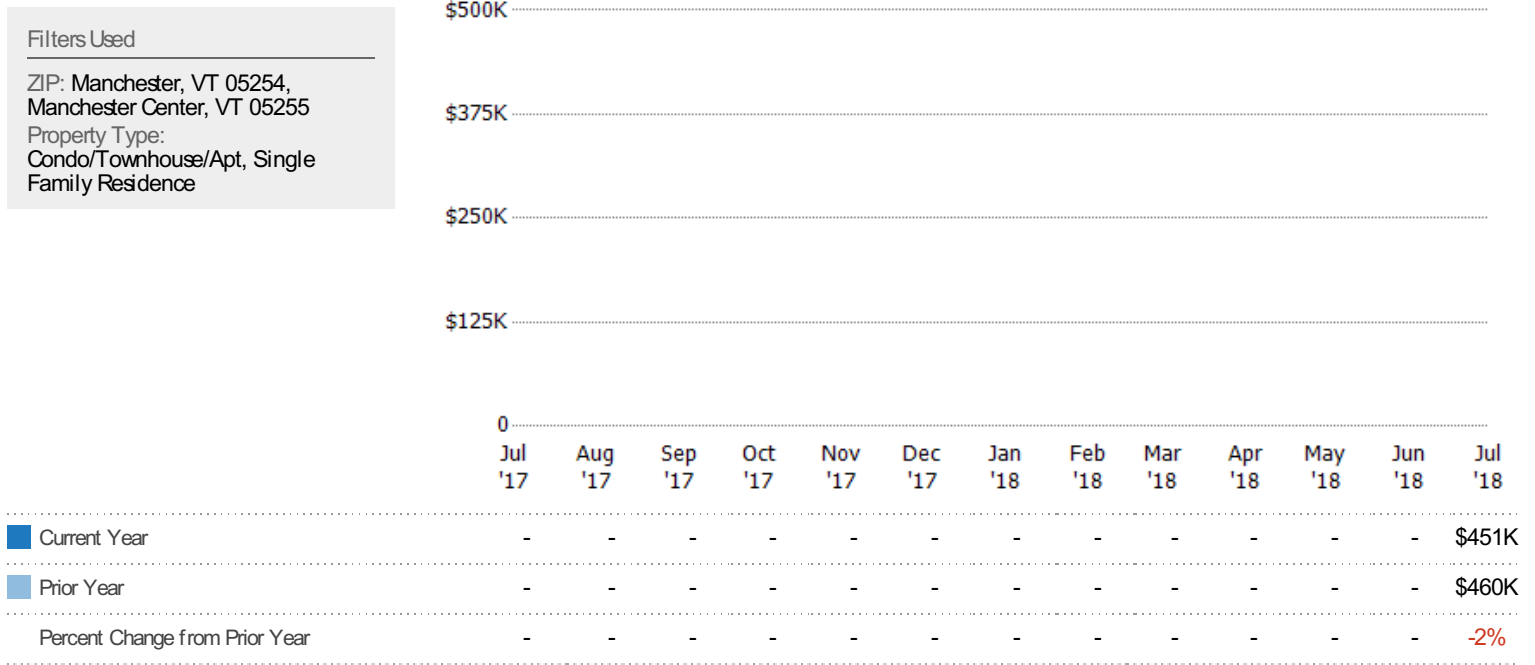 Filters Used
ZIP: Manchester, VT 05254,
Manchester Center, VT 05255
Property Type:
Condo/Townhouse/Apt, Single
Family Residence
$500K
$375K
$250K
$125K
0
Jul Aug Sep Oct Nov Dec Jan Feb Mar Apr May Jun Jul
'17 '17 '17 '17 '17 '17 '18 '18 '18 '18 '18 '18 '18
Current Year - - - - - - - - - - - - $451K
Prior Year - - - - - - - - - - - - $460K
Percent Change from Prior Year - - - - - - - - - - - - -2%